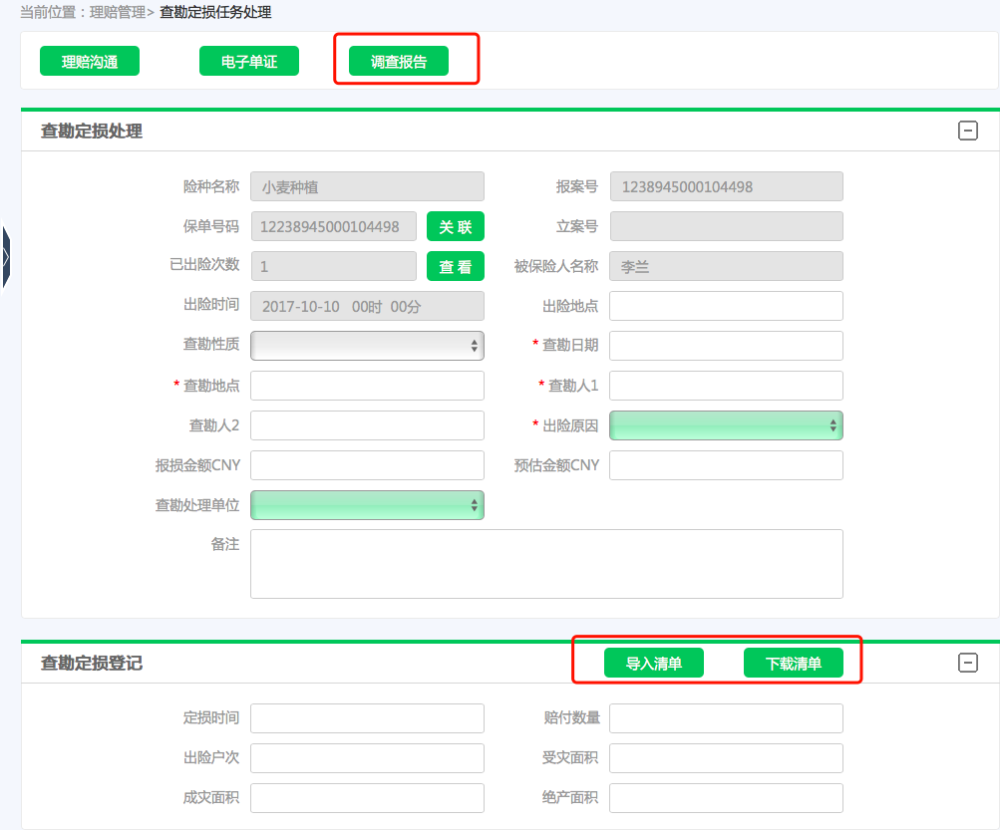 当前位置：理赔管理> 查勘定损任务处理
理赔沟通 电子单证 调查报告
查勘定损处理
险种名称 小麦种植 报案号 1238945000104498
保单号码 12238945000104498 关 联 立案号
已出险次数 1 查 看 被保险人名称 李兰
出险时间 2017-10-10 00时 00分 出险地点
查勘性质 * 查勘日期
* 查勘地点 * 查勘人1
查勘人2 * 出险原因
报损金额CNY 预估金额CNY
查勘处理单位
备注
查勘定损登记 导入清单 下载清单
定损时间 赔付数量
出险户次 受灾面积
成灾面积 绝产面积